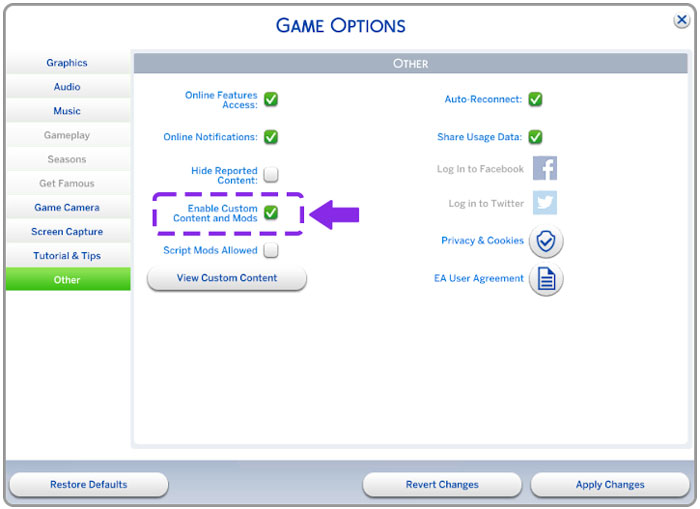 GAME OPTIONS
Graphics
Audio
Music
Gameplay
Seasons
Get Famous
Game Camera
Screen Capture
Tutorial & Tips
Other
OTHER
Online Features
Access:
Online Notifications:
Hide Reported
Content:
Enable Custom
Content and Mods
Script Mods Allowed
View Custom Content
Auto-Reconnect:
Share Usage Data:
Log In to Facebook
Log in to Twitter
Privacy & Cookies
EA User Agreement
Restore Defaults
Revert Changes
Apply Changes